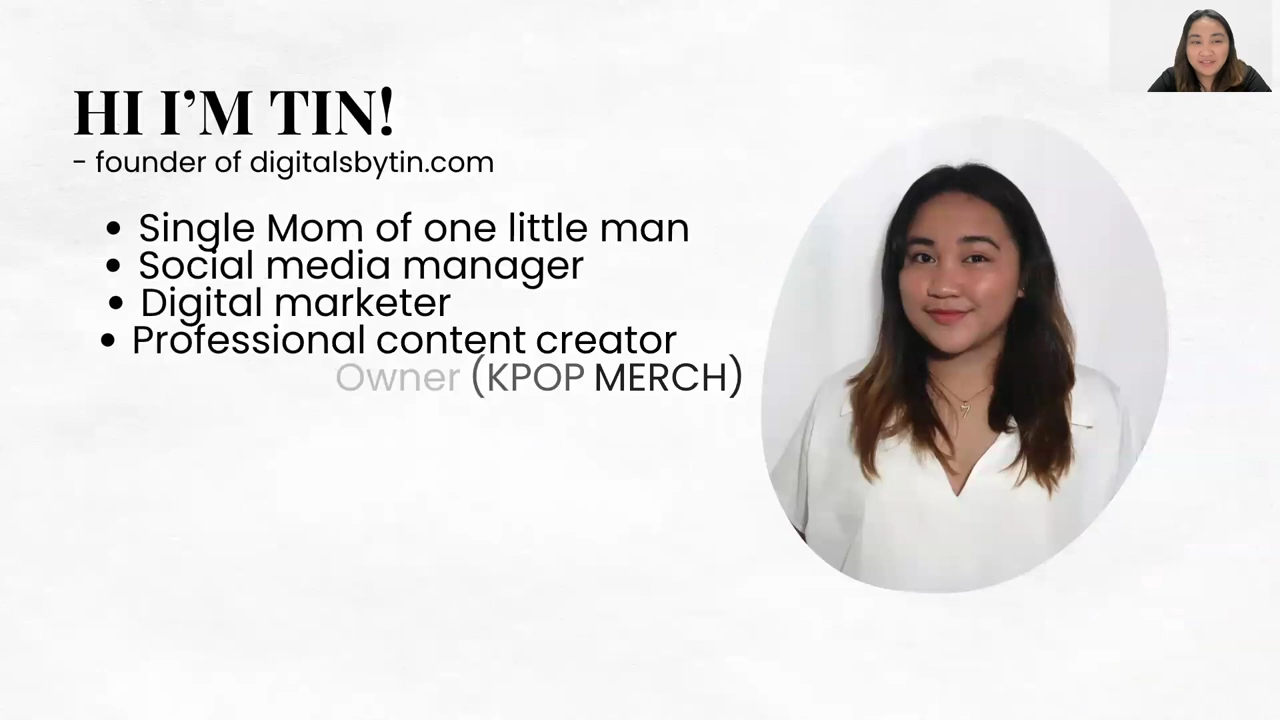 HI I'M TIN!
- founder of digitalsbytin.com
• Single Mom of one little man
• Social media manager
• Digital marketer
• Professional content creator
Owner (KPOP MERCH)